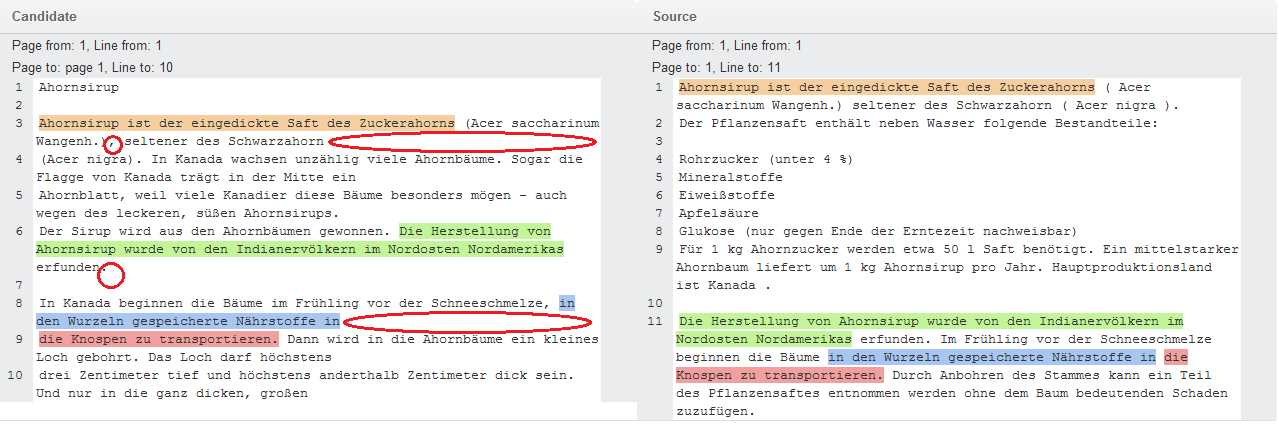 Candidate
Page from: 1, Line from: 1
Page to: page 1, Line to: 10
1 Ahornsirup
2
3 Ahornsirup ist der eingedickte Saft des Zuckerahorns (Acer saccharinum
Wangenh.), seltener des Schwarzahorn
4 (Acer nigra). In Kanada wachsen unzählig viele Ahornbäume. Sogar die
Flagge von Kanada trägt in der Mitte ein
5 Ahornblatt, weil viele Kanadier diese Bäume besonders mögen – auch
wegen des leckeren, süßen Ahornsirups.
6 Der Sirup wird aus den Ahornbäumen gewonnen. Die Herstellung von
Ahornsirup wurde von den Indianervölkern im Nordosten Nordamerikas
erfunden.
7
8 In Kanada beginnen die Bäume im Frühling vor der Schneeschmelze, in
den Wurzeln gespeicherte Nährstoffe in
9 die Knospen zu transportieren. Dann wird in die Ahornbäume ein kleines
Loch gebohrt. Das Loch darf höchstens
10 drei Zentimeter tief und höchstens anderthalb Zentimeter dick sein.
Und nur in die ganz dicken, großen
Source
Page from: 1, Line from: 1
Page to: 1, Line to: 11
1 Ahornsirup ist der eingedickte Saft des Zuckerahorns ( Acer
saccharinum Wangenh.) seltener des Schwarzahorn ( Acer nigra ).
2 Der Pflanzensaft enthält neben Wasser folgende Bestandteile:
3
4 Rohrzucker (unter 4 %)
5 Mineralstoffe
6 Eiweißstoffe
7 Apfelsäure
8 Glukose (nur gegen Ende der Erntezeit nachweisbar)
9 Für 1 kg Ahornzucker werden etwa 50 l Saft benötigt. Ein mittelstarker
Ahornbaum liefert um 1 kg Ahornsirup pro Jahr. Hauptproduktionsland
ist Kanada .
10
11 Die Herstellung von Ahornsirup wurde von den Indianervölkern im
Nordosten Nordamerikas erfunden. Im Frühling vor der Schneeschmelze
beginnen die Bäume in den Wurzeln gespeicherte Nährstoffe in die
Knospen zu transportieren. Durch Anbohren des Stammes kann ein Teil
des Pflanzensaftes entnommen werden ohne dem Baum bedeutenden Schaden
zuzufügen.